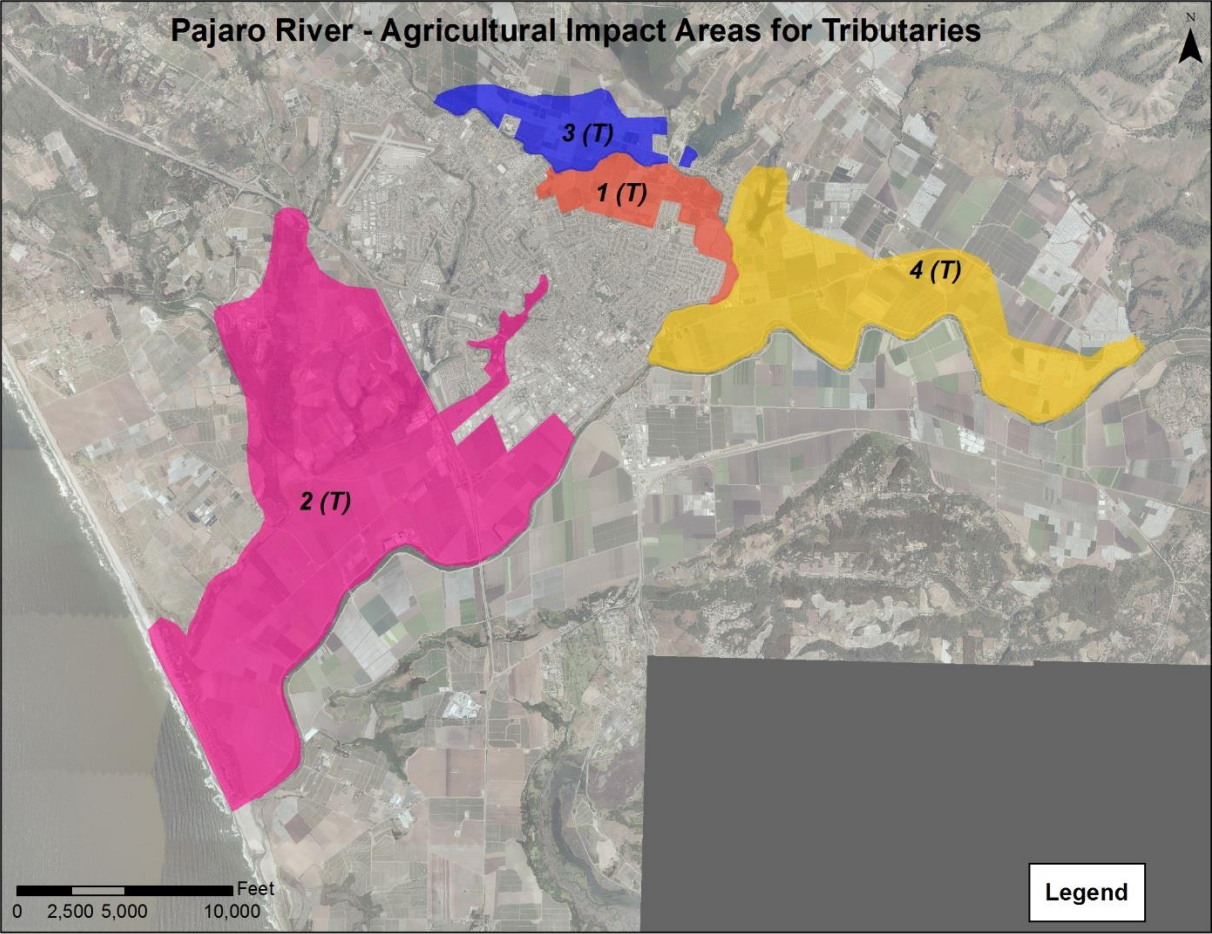 Pajaro River - Agricultural Impact Areas for Tributaries
N
3 (T)
1 (T)
4 (T)
2 (T)
Feet
0 2,500 5,000 10,000
Legend